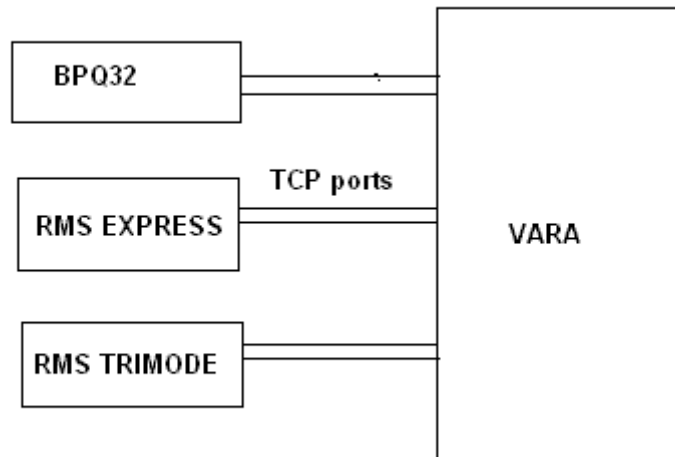 BPQ32
TCP ports
RMS EXPRESS
VARA
RMS TRIMODE